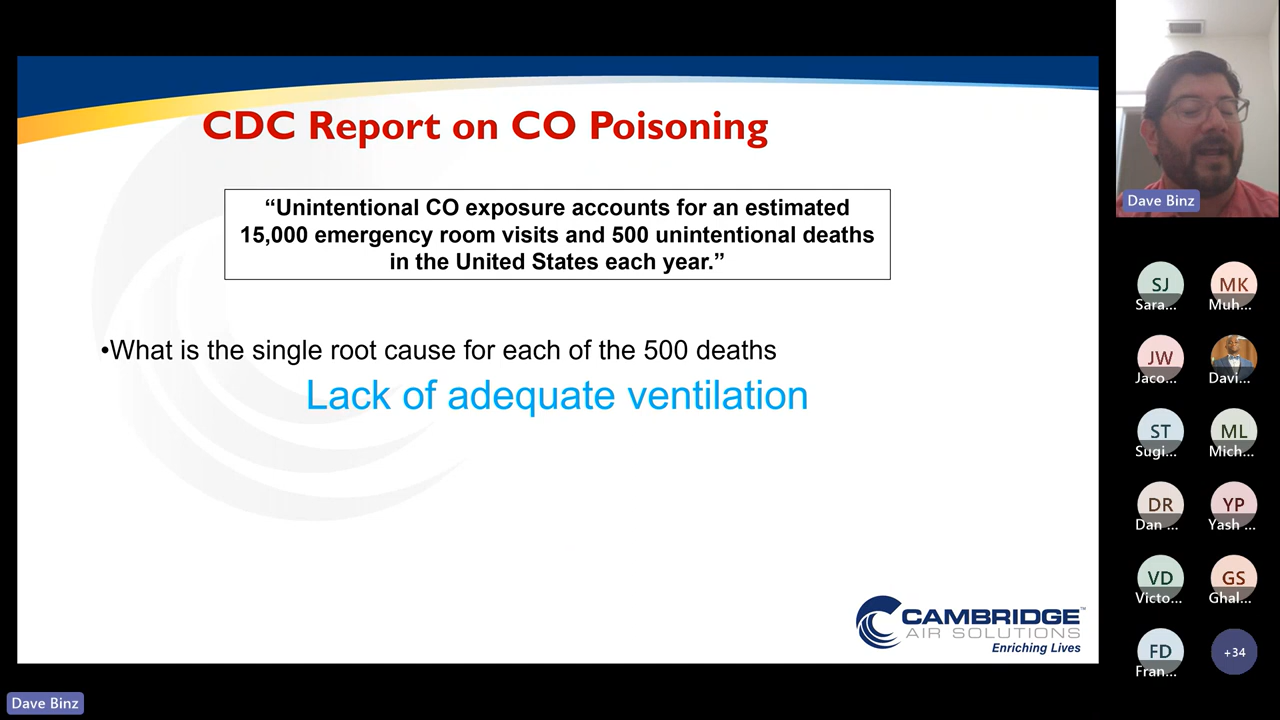 CDC Report on CO Poisoning
“Unintentional CO exposure accounts for an estimated
15,000 emergency room visits and 500 unintentional deaths
in the United States each year.”
•What is the single root cause for each of the 500 deaths
Lack of adequate ventilation
CAMBRIDGE™
AIR SOLUTIONS
Enriching Lives
Dave Binz
SJ
Sara...
MK
Muh...
JW
Jaco...
Davi...
ST
Sugi...
ML
Mich...
DR
Dan ...
YP
Yash ...
VD
Victo...
GS
Ghal...
FD
Fran...
+34
Dave Binz